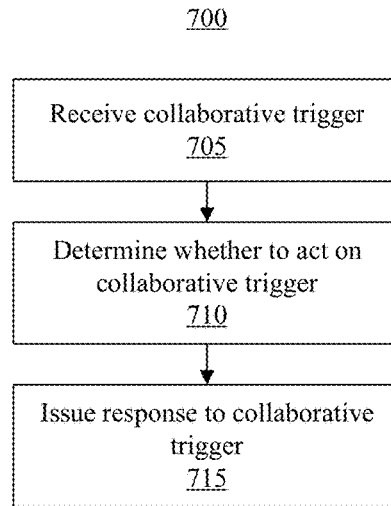 700
Receive collaborative trigger
705
Determine whether to act on
collaborative trigger
710
Issue response to collaborative
trigger
715